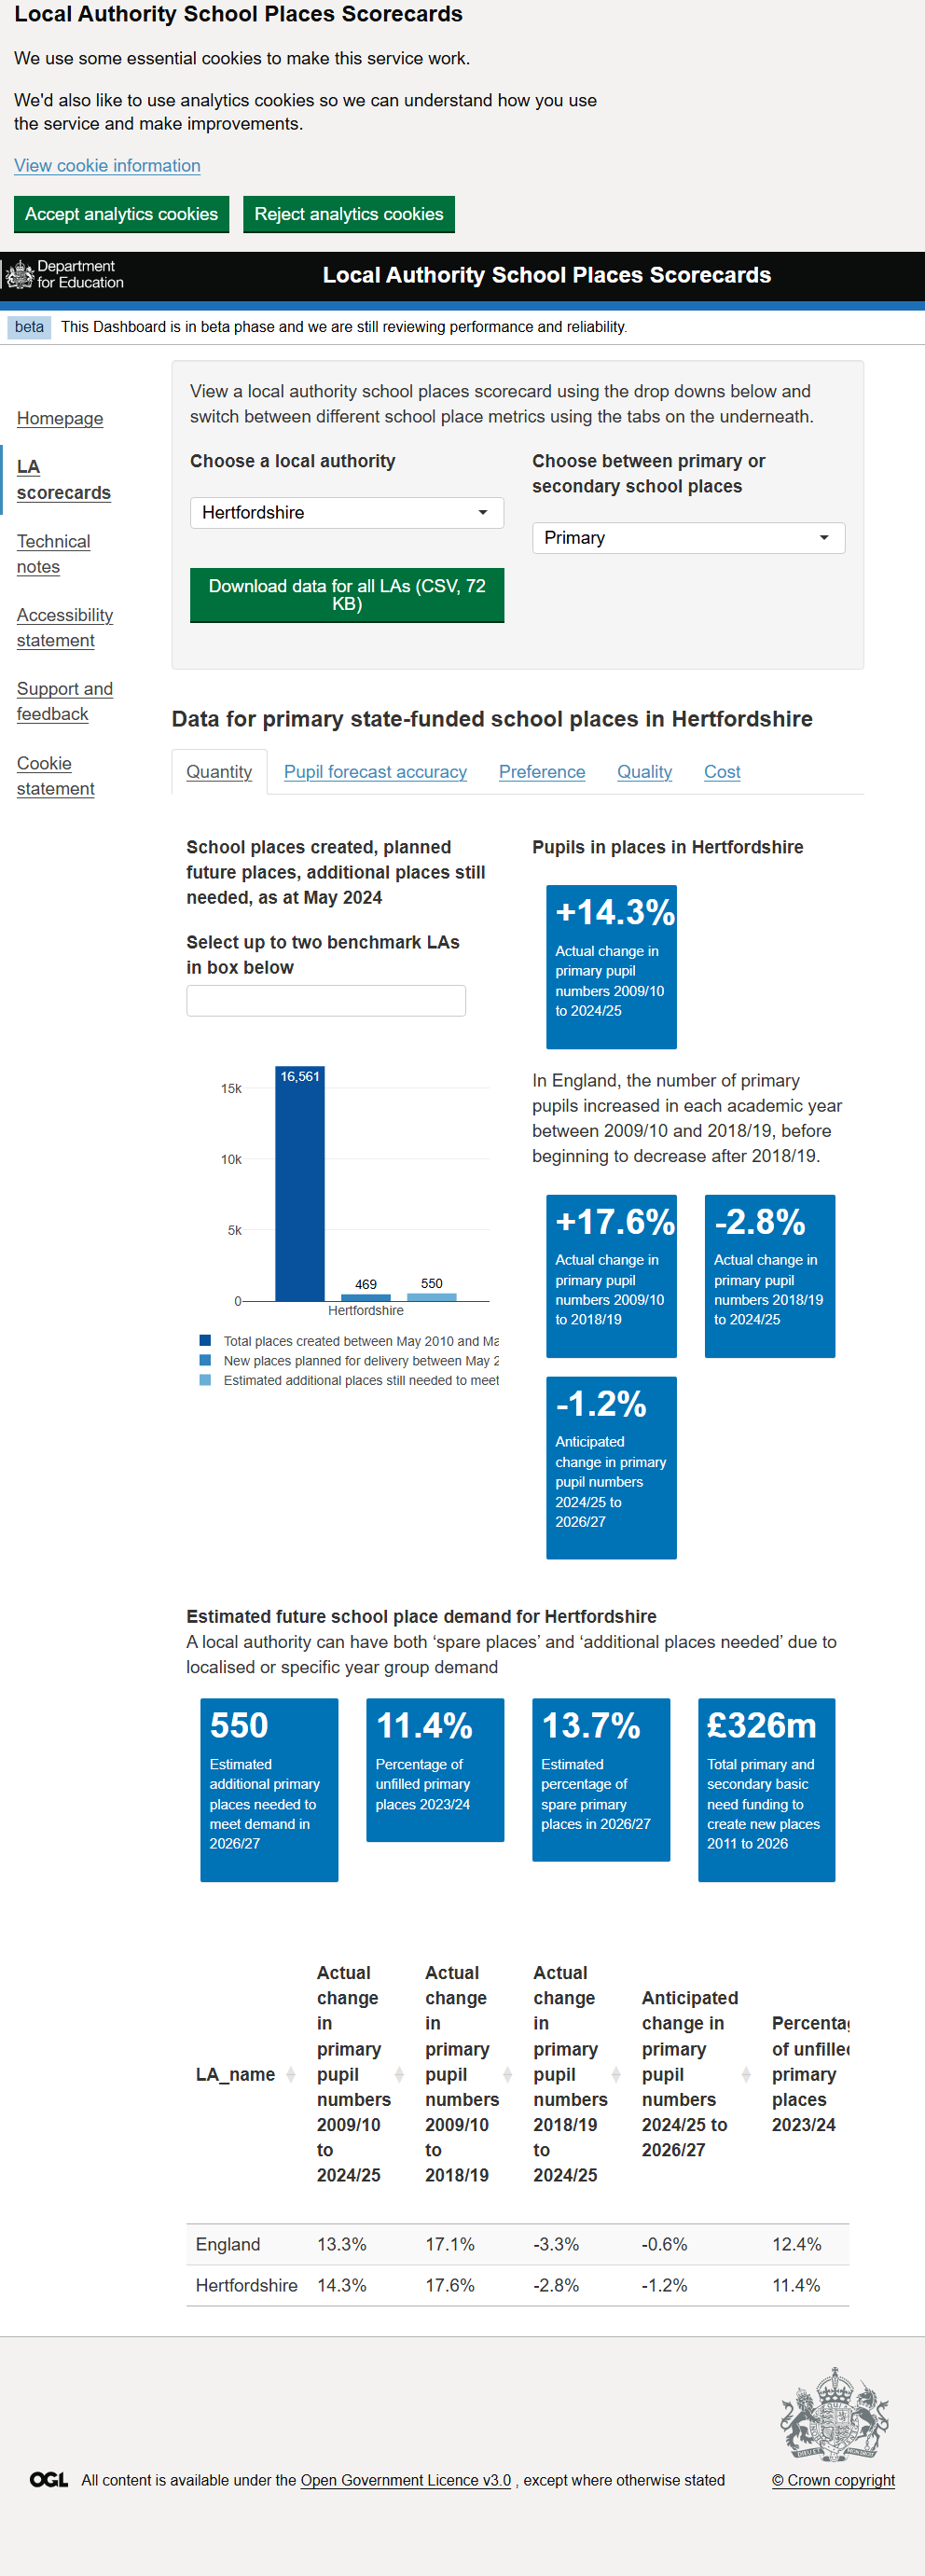 Local Authority School Places Scorecards
We use some essential cookies to make this service work.
We'd also like to use analytics cookies so we can understand how you use
the service and make improvements.
View cookie information
Accept analytics cookies
Reject analytics cookies
Department
for Education
Local Authority School Places Scorecards
beta This Dashboard is in beta phase and we are still reviewing performance and reliability.
Homepage
LA
scorecards
Technical
notes
Accessibility
statement
Support and
feedback
Cookie
statement
View a local authority school places scorecard using the drop downs below and
switch between different school place metrics using the tabs on the underneath.
Choose a local authority
Hertfordshire
Download data for all LAs (CSV, 72
KB)
Choose between primary or
secondary school places
Primary
Data for primary state-funded school places in Hertfordshire
Quantity Pupil forecast accuracy Preference Quality Cost
School places created, planned
future places, additional places still
needed, as at May 2024
Select up to two benchmark LAs
in box below
16,561
15k
10k
5k
0
469
550
Hertfordshire
Total places created between May 2010 and Ma
New places planned for delivery between May 2
Estimated additional places still needed to meet
Pupils in places in Hertfordshire
+14.3%
Actual change in
primary pupil
numbers 2009/10
to 2024/25
In England, the number of primary
pupils increased in each academic year
between 2009/10 and 2018/19, before
beginning to decrease after 2018/19.
+17.6%
Actual change in
primary pupil
numbers 2009/10
to 2018/19
-2.8%
Actual change in
primary pupil
numbers 2018/19
to 2024/25
-1.2%
Anticipated
change in primary
pupil numbers
2024/25 to
2026/27
Estimated future school place demand for Hertfordshire
A local authority can have both ‘spare places’ and ‘additional places needed’ due to
localised or specific year group demand
550
Estimated
additional primary
places needed to
meet demand in
2026/27
11.4%
Percentage of
unfilled primary
places 2023/24
13.7%
Estimated
percentage of
spare primary
places in 2026/27
£326m
Total primary and
secondary basic
need funding to
create new places
2011 to 2026
LA_name
Actual
change
in
primary
pupil
numbers
2009/10
to
2024/25
Actual
change
in
primary
pupil
numbers
2009/10
to
2018/19
Actual
change
in
primary
pupil
numbers
2018/19
to
2024/25
Anticipated
change in
primary
pupil
numbers
2024/25 to
2026/27
Percentag
of unfilled
primary
places
2023/24
England 13.3% 17.1% -3.3% -0.6% 12.4%
Hertfordshire 14.3% 17.6% -2.8% -1.2% 11.4%
OGL All content is available under the Open Government Licence v3.0 , except where otherwise stated
© Crown copyright